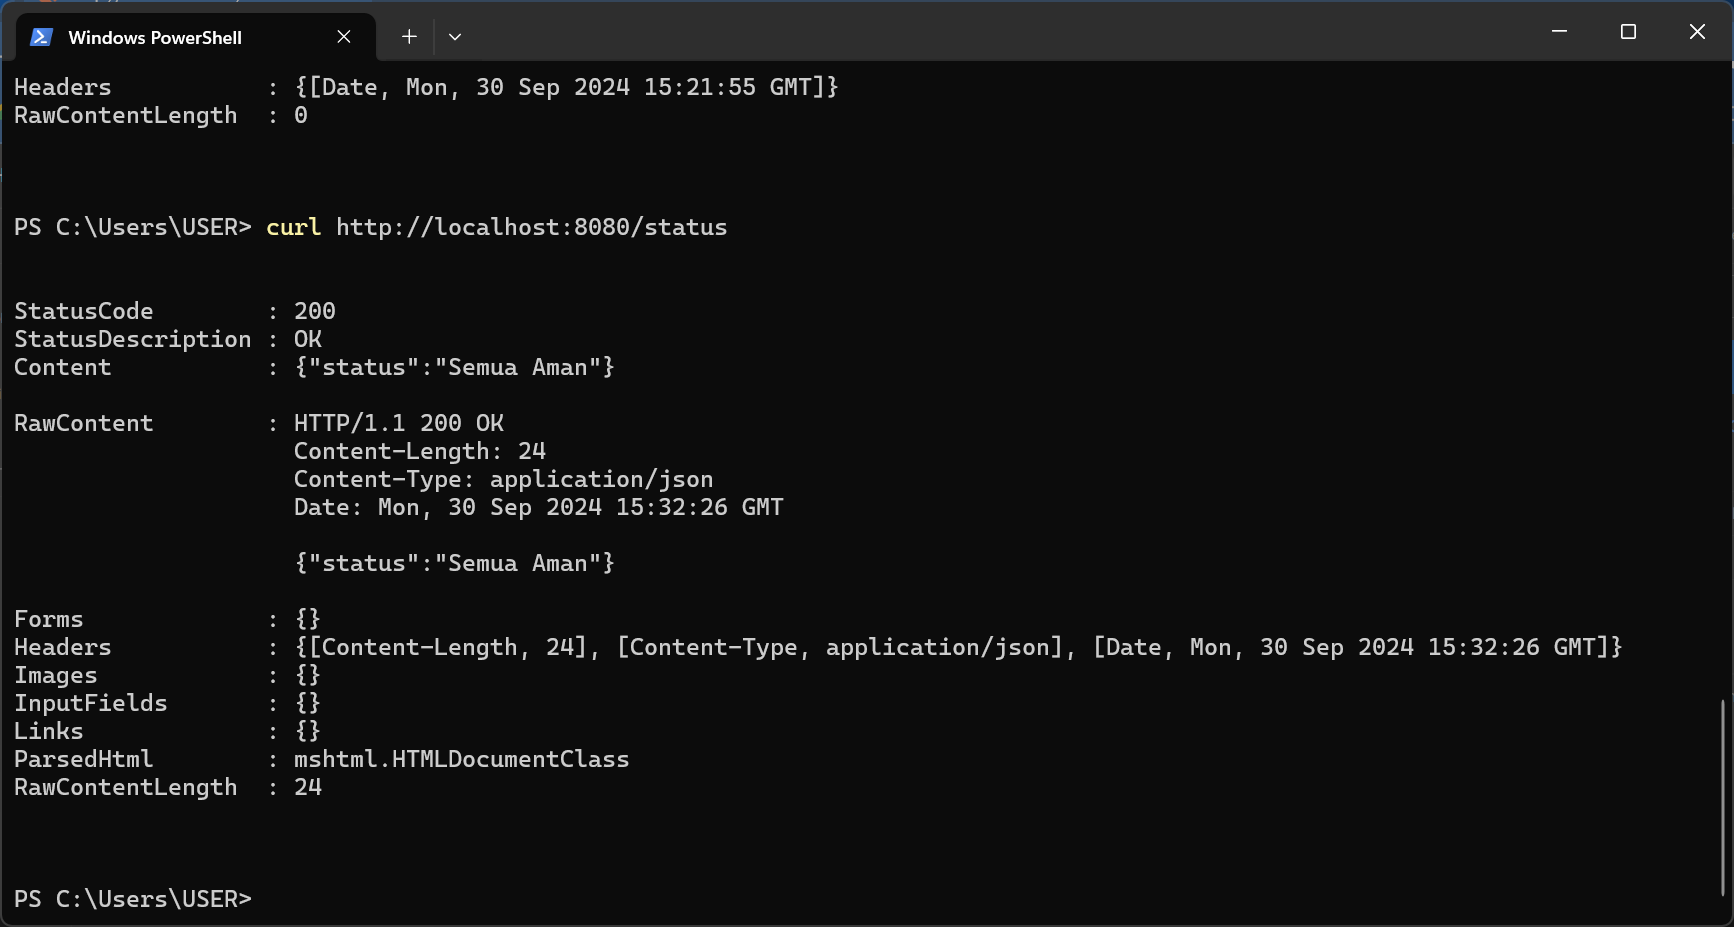 Windows PowerShell
Headers           : {[Date, Mon, 30 Sep 2024 15:21:55 GMT]}
RawContentLength  : 0
PS C:\Users\USER> curl http://localhost:8080/status
StatusCode        : 200
StatusDescription : OK
Content           : {"status":"Semua Aman"}
RawContent        : HTTP/1.1 200 OK
                    Content-Length: 24
                    Content-Type: application/json
                    Date: Mon, 30 Sep 2024 15:32:26 GMT
                    {"status":"Semua Aman"}
Forms             : {}
Headers           : {[Content-Length, 24], [Content-Type, application/json], [Date, Mon, 30 Sep 2024 15:32:26 GMT]}
Images            : {}
InputFields       : {}
Links             : {}
ParsedHtml        : mshtml.HTMLDocumentClass
RawContentLength  : 24
PS C:\Users\USER>